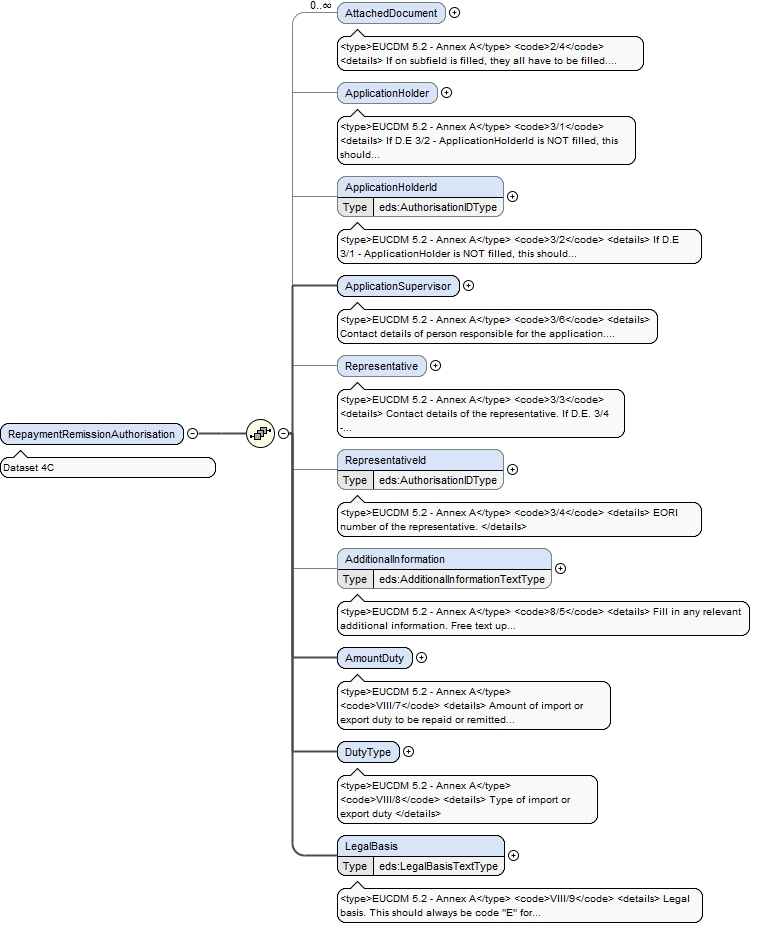 0..∞
AttachedDocument
<type>EUCDM 5.2 - Annex A</type> <code>2/4</code>
<details> If on subfield is filled, they all have to be filled....
ApplicationHolder
<type>EUCDM 5.2 - Annex A</type> <code>3/1</code>
<details> If D.E 3/2 - ApplicationHolderId is NOT filled, this
should...
ApplicationHolderId
Type eds:AuthorisationIDType
<type>EUCDM 5.2 - Annex A</type> <code>3/2</code> <details> If D.E
3/1 - ApplicationHolder is NOT filled, this should...
ApplicationSupervisor
<type>EUCDM 5.2 - Annex A</type> <code>3/6</code> <details>
Contact details of person responsible for the application....
Representative
<type>EUCDM 5.2 - Annex A</type> <code>3/3</code>
<details> Contact details of the representative. If D.E. 3/4
-...
RepaymentRemissionAuthorisation
Dataset 4C
RepresentativeId
Type eds:AuthorisationIDType
<type>EUCDM 5.2 - Annex A</type> <code>3/4</code> <details> EORI
number of the representative. </details>
AdditionalInformation
Type eds:AdditionalInformationTextType
<type>EUCDM 5.2 - Annex A</type> <code>8/5</code> <details> Fill in any relevant
additional information. Free text up...
AmountDuty
<type>EUCDM 5.2 - Annex A</type>
<code>VIII/7</code> <details> Amount of import or
export duty to be repaid or remitted...
DutyType
<type>EUCDM 5.2 - Annex A</type>
<code>VIII/8</code> <details> Type of import or
export duty </details>
LegalBasis
Type eds:LegalBasisTextType
<type>EUCDM 5.2 - Annex A</type> <code>VIII/9</code> <details> Legal
basis. This should always be code "E" for...